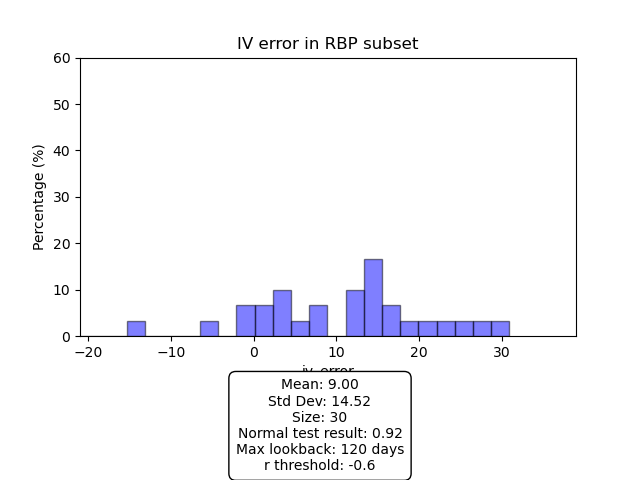 IV error in RBP subset
60
50
40
30
20
10
0
Percentage (%)
−20 −10 0 10 20 30
iv_error
Mean: 9.00
Std Dev: 14.52
Size: 30
Normal test result: 0.92
Max lookback: 120 days
r threshold: -0.6